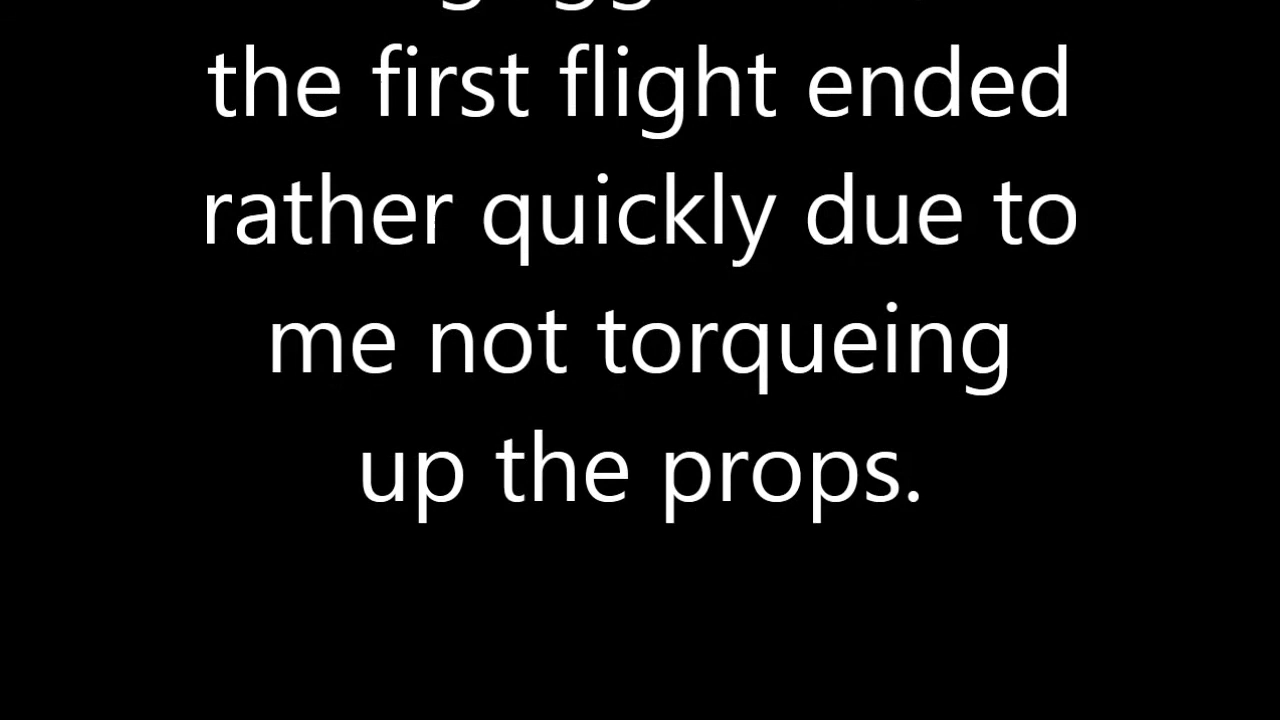 the first flight ended
rather quickly due to
me not torqueing
up the props.